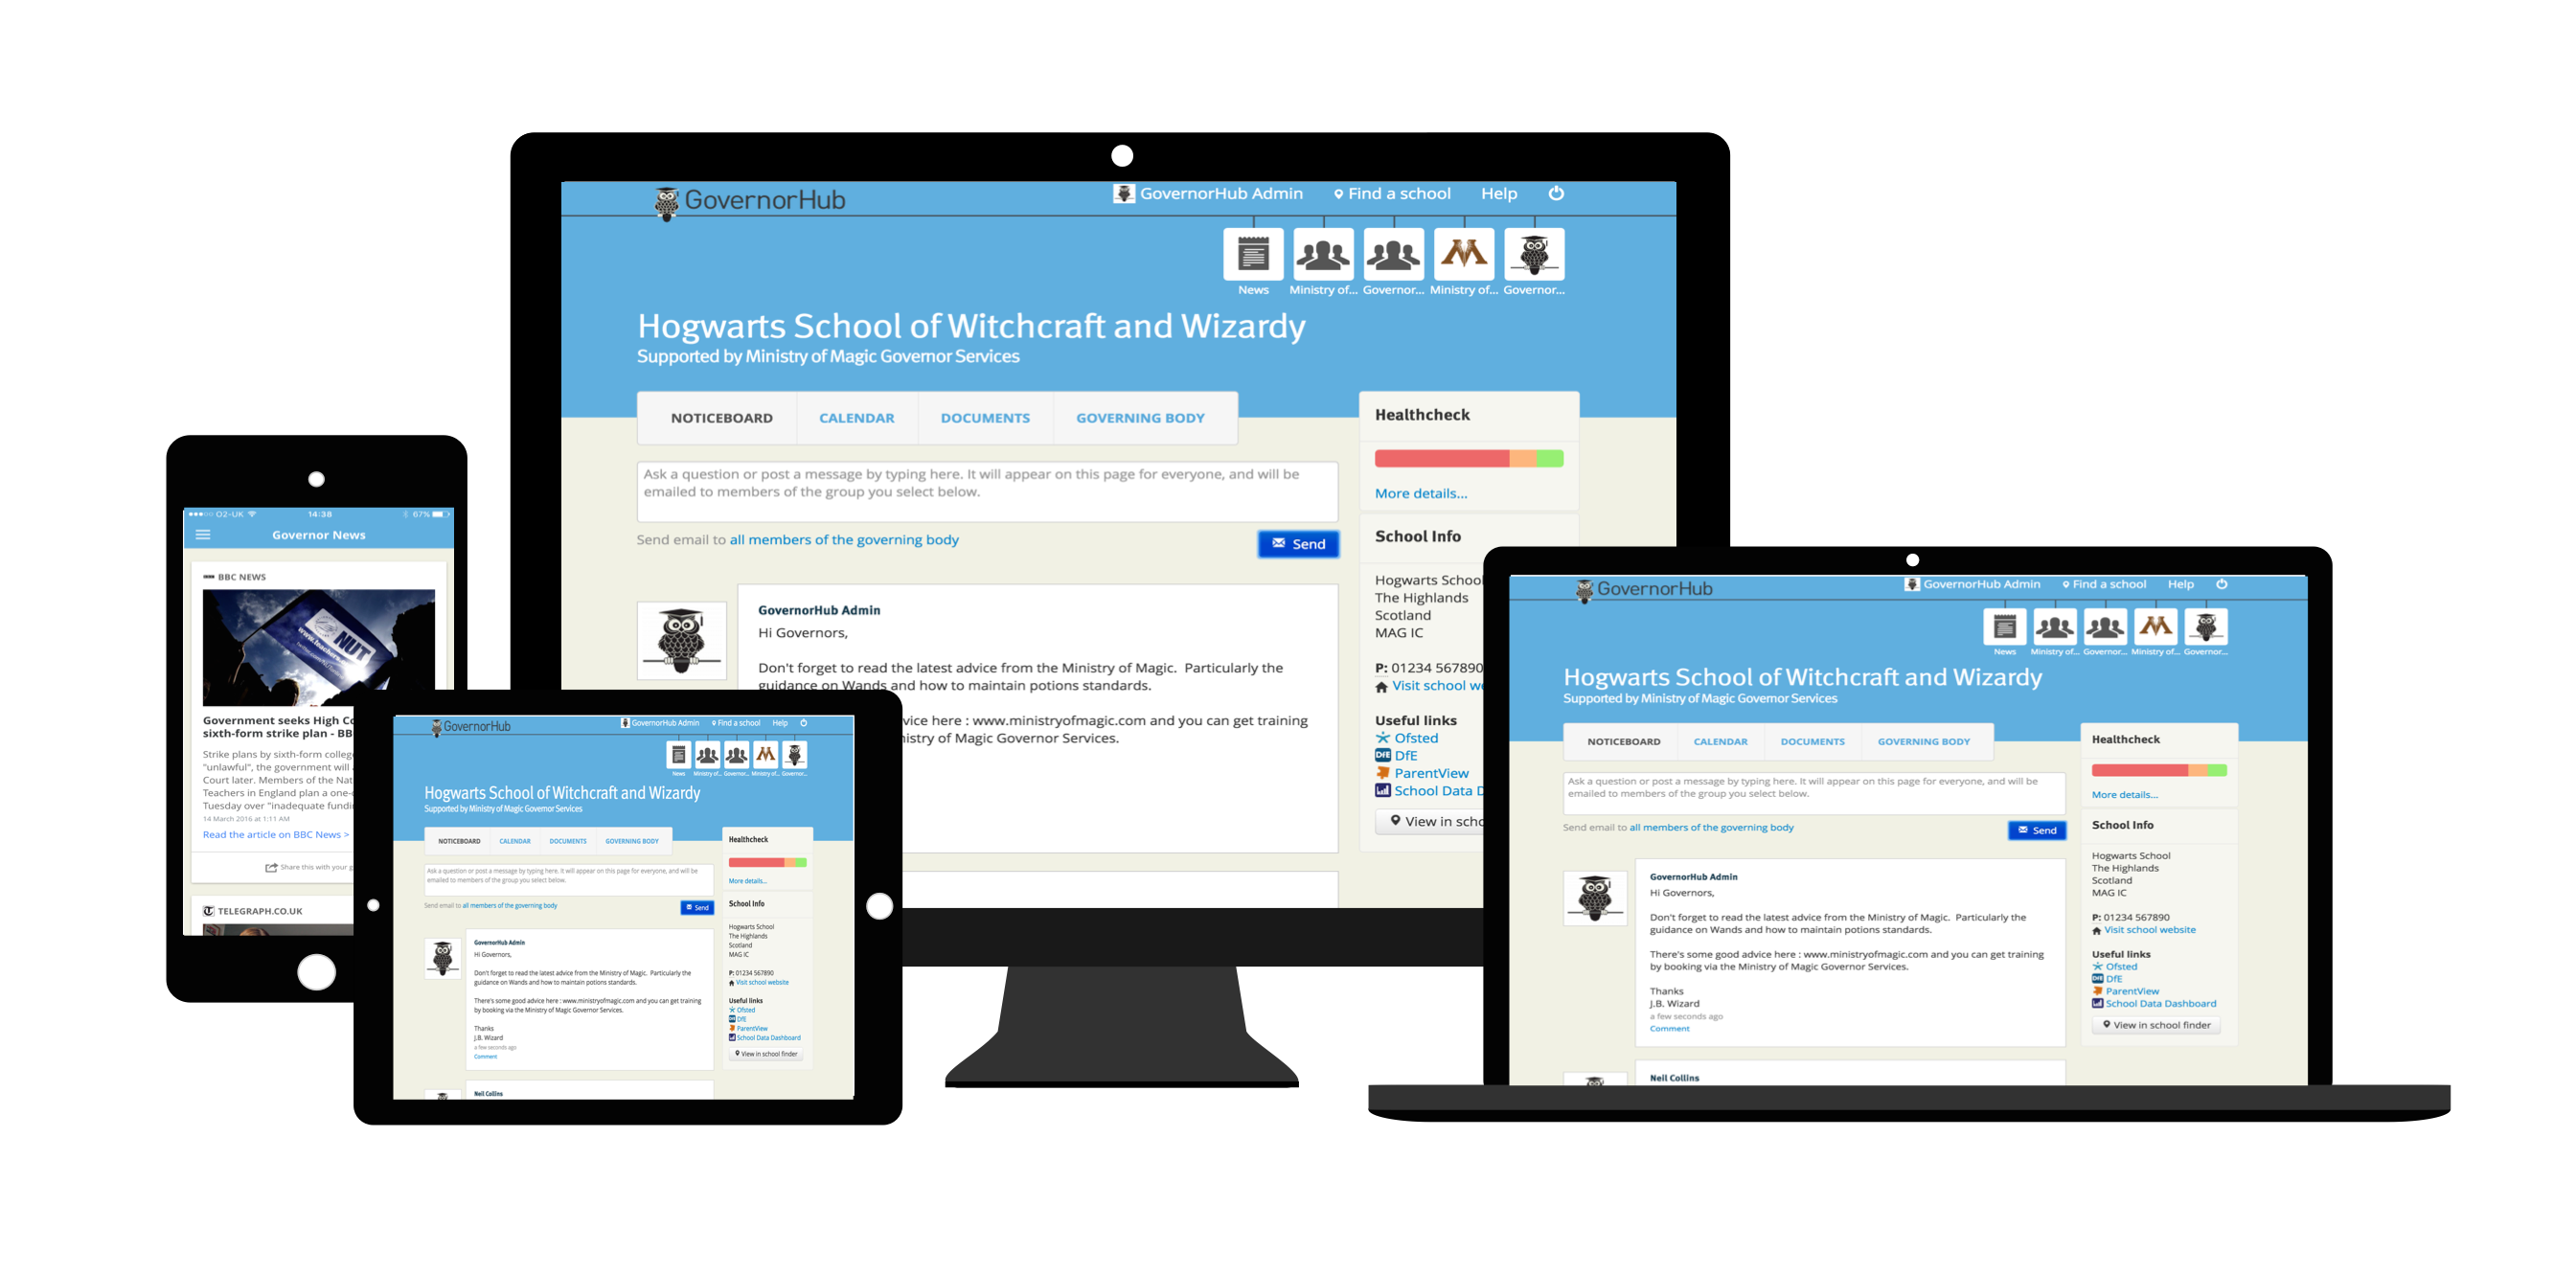 GovernorHub
GovernorHub Admin Find a school Help
News Ministry of... Governor... Ministry of... Governor...
Hogwarts School of Witchcraft and Wizardy
Supported by Ministry of Magic Governor Services
NOTICEBOARD CALENDAR DOCUMENTS GOVERNING BODY
Ask a question or post a message by typing here. It will appear on this page for everyone, and will be
emailed to members of the group you select below.
Send email to all members of the governing body
Send
GovernorHub Admin
Hi Governors,
Don't forget to read the latest advice from the Ministry of Magic. Particularly the
guidance on Wands and how to maintain potions standards.
vice here : www.ministryofmagic.com and you can get training
istry of Magic Governor Services.
Healthcheck
More details...
School Info
Hogwarts School
The Highlands
Scotland
MAG IC
P: 01234 567890
Visit school we
Useful links
Ofsted
DfE DfE
ParentView
School Data D
View in scho
O2-UK 14:38 67%
Governor News
BBC NEWS
www.teachers.
NUT
Government seeks High Co
sixth-form strike plan - BB
Strike plans by sixth-form colleg
"unlawful", the government will
Court later. Members of the Nat
Teachers in England plan a one-
Tuesday over "inadequate fundi
14 March 2016 at 1:11 AM
Read the article on BBC News >
Share this with your g
T TELEGRAPH.CO.UK
GovernorHub
GovernorHub Admin Find a school Help
News Ministry of... Governor... Ministry of... Governor...
Hogwarts School of Witchcraft and Wizardy
Supported by Ministry of Magic Governor Services
NOTICEBOARD CALENDAR DOCUMENTS GOVERNING BODY
Ask a question or post a message by typing here. It will appear on this page for everyone, and will be
emailed to members of the group you select below.
Send email to all members of the governing body
Send
GovernorHub Admin
Hi Governors,
Don't forget to read the latest advice from the Ministry of Magic. Particularly the
guidance on Wands and how to maintain potions standards.
There's some good advice here : www.ministryofmagic.com and you can get training
by booking via the Ministry of Magic Governor Services.
Thanks
J.B. Wizard
a few seconds ago
Comment
Neil Collins
Healthcheck
More details...
School Info
Hogwarts School
The Highlands
Scotland
MAG IC
P: 01234 567890
Visit school website
Useful links
Ofsted
DfE DfE
ParentView
School Data Dashboard
View in school finder
GovernorHub
GovernorHub Admin Find a school Help
News Ministry of... Governor... Ministry of... Governor...
Hogwarts School of Witchcraft and Wizardy
Supported by Ministry of Magic Governor Services
NOTICEBOARD CALENDAR DOCUMENTS GOVERNING BODY
Ask a question or post a message by typing here. It will appear on this page for everyone, and will be
emailed to members of the group you select below.
Send email to all members of the governing body
Send
GovernorHub Admin
Hi Governors,
Don't forget to read the latest advice from the Ministry of Magic. Particularly the
guidance on Wands and how to maintain potions standards.
There's some good advice here : www.ministryofmagic.com and you can get training
by booking via the Ministry of Magic Governor Services.
Thanks
J.B. Wizard
a few seconds ago
Comment
Neil Collins
Healthcheck
More details...
School Info
Hogwarts School
The Highlands
Scotland
MAG IC
P: 01234 567890
Visit school website
Useful links
Ofsted
DfE DfE
ParentView
School Data Dashboard
View in school finder